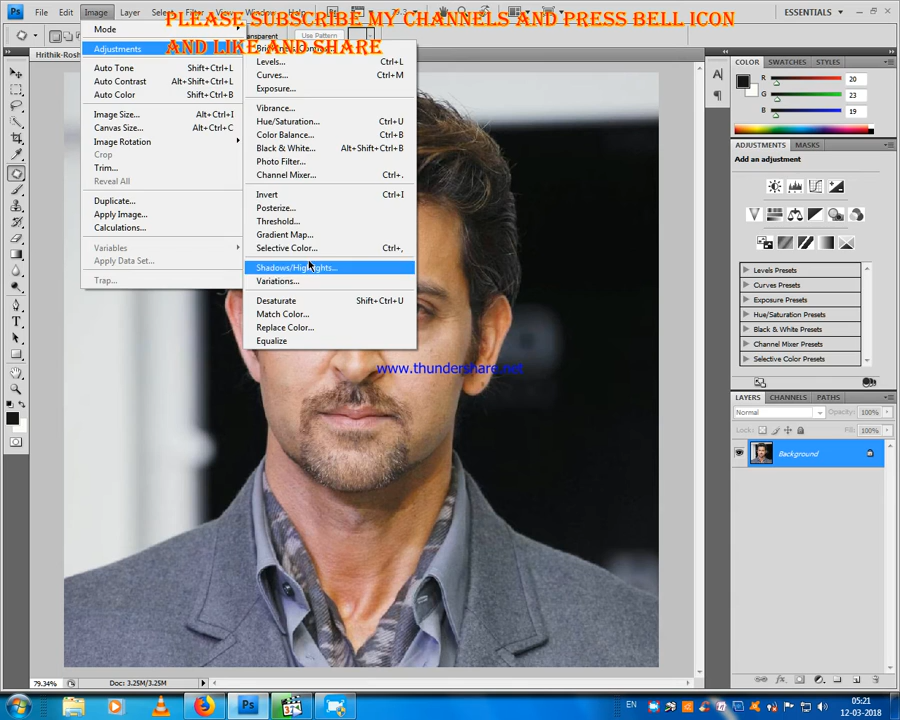 PLEASE SUBSCRIBE MY CHANNELS AND PRESS BELL ICON
AND LIKE AND SHARE
File Edit Image Layer Select Filter View Window
ESSENTIALS
Use Pattern
Mode
Adjustments
Auto Tone Shift+Ctrl+L
Auto Contrast Alt+Shift+Ctrl+L
Auto Color Shift+Ctrl+B
Image Size... Alt+Ctrl+I
Canvas Size... Alt+Ctrl+C
Image Rotation
Crop
Trim...
Reveal All
Duplicate...
Apply Image...
Calculations...
Variables
Apply Data Set...
Trap...
Levels... Ctrl+L
Curves... Ctrl+M
Exposure...
Vibrance...
Hue/Saturation... Ctrl+U
Color Balance... Ctrl+B
Black & White... Alt+Shift+Ctrl+B
Photo Filter...
Channel Mixer... Ctrl+.
Invert Ctrl+I
Posterize...
Threshold...
Gradient Map...
Selective Color... Ctrl+,
Shadows/Highlights...
Variations...
Desaturate Shift+Ctrl+U
Match Color...
Replace Color...
Equalize
www.thundershare.net
COLOR SWATCHES STYLES
R 20
G 23
B 19
ADJUSTMENTS MASKS
Add an adjustment
Levels Presets
Curves Presets
Exposure Presets
Hue/Saturation Presets
Black & White Presets
Channel Mixer Presets
Selective Color Presets
LAYERS CHANNELS PATHS
Normal Opacity: 100%
Lock: Fill: 100%
Background
79.34% Doc: 3.25M/3.25M
EN
05:21
12-03-2018